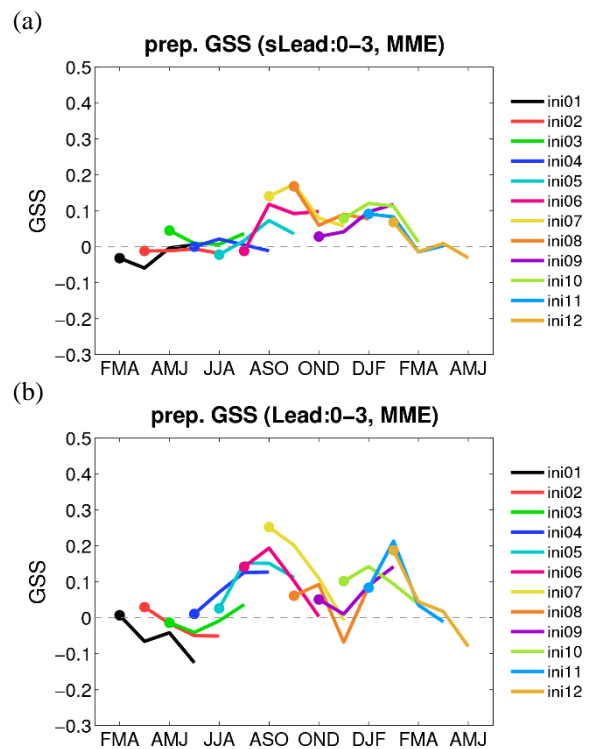 (a)
prep. GSS (sLead:0−3, MME)
GSS
0.5
0.4
0.3
0.2
0.1
0
−0.1
−0.2
−0.3
FMA AMJ JJA ASO OND DJF FMA AMJ
ini01
ini02
ini03
ini04
ini05
ini06
ini07
ini08
ini09
ini10
ini11
ini12
(b)
prep. GSS (Lead:0−3, MME)
GSS
0.5
0.4
0.3
0.2
0.1
0
−0.1
−0.2
−0.3
FMA AMJ JJA ASO OND DJF FMA AMJ
ini01
ini02
ini03
ini04
ini05
ini06
ini07
ini08
ini09
ini10
ini11
ini12